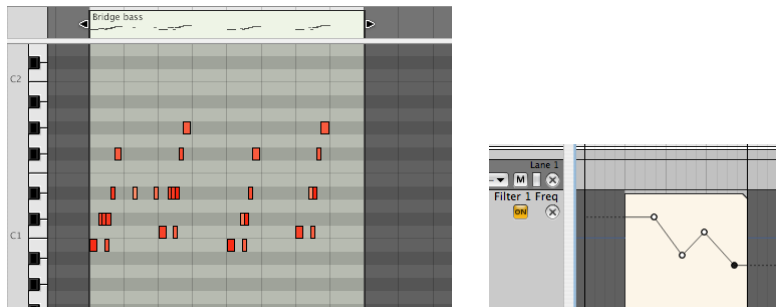 Bridge bass
C2
C1
Lane 1
M
Filter 1 Freq
ON